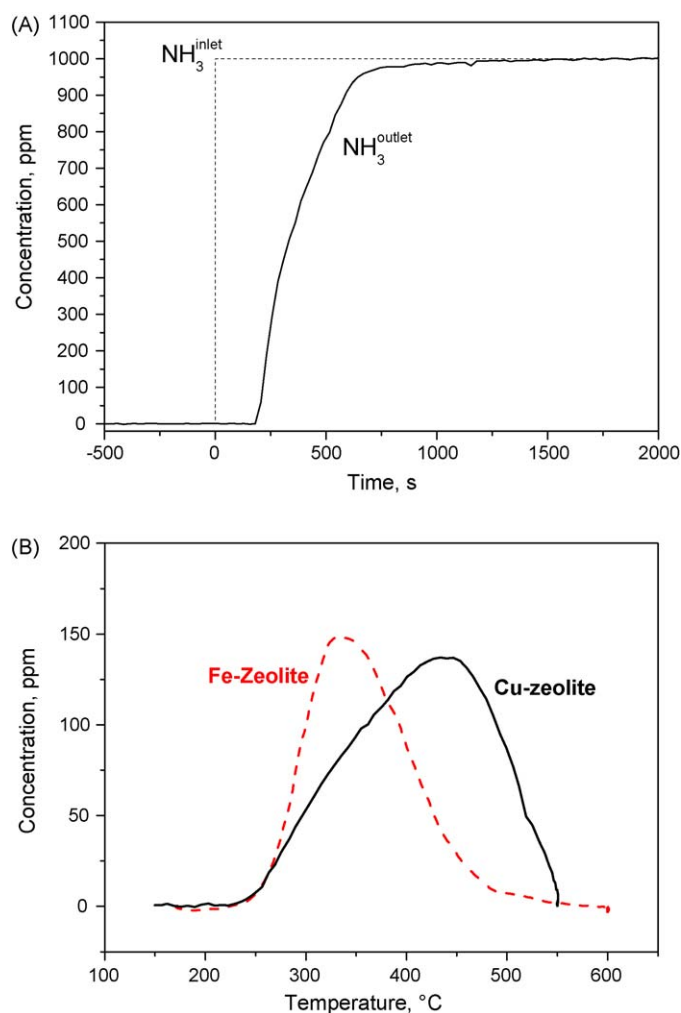 (A)
1100
1000
900
800
700
600
500
400
300
200
100
0
Concentration, ppm
NH₃ⁱⁿˡᵉᵗ
NH₃ᵒᵘᵗˡᵉᵗ
-500 0 500 1000 1500 2000
Time, s
(B)
200
150
100
50
0
Concentration, ppm
Fe-Zeolite
Cu-zeolite
100 200 300 400 500 600
Temperature, °C